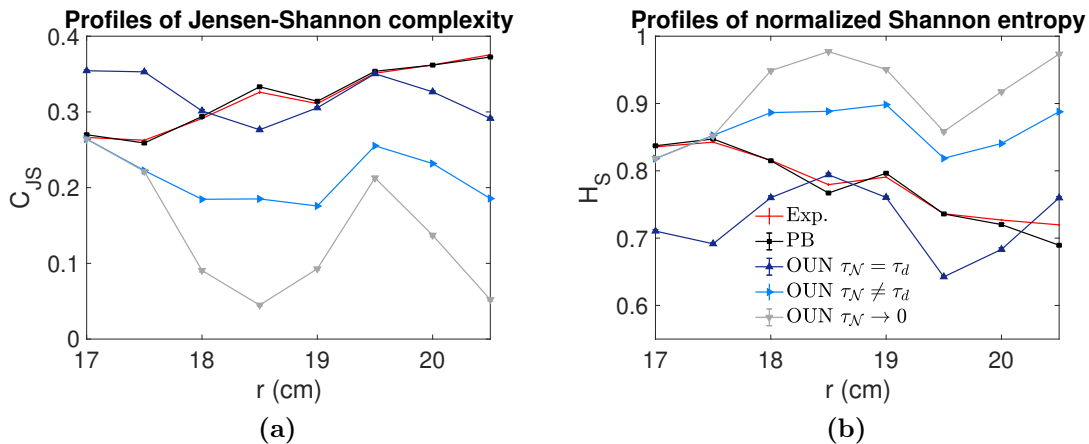 Profiles of Jensen-Shannon complexity
0.4
0.3
0.2
0.1
0
C_JS
17
18
19
20
r (cm)
(a)
Profiles of normalized Shannon entropy
1
0.9
0.8
0.7
0.6
H_S
Exp.
PB
OUN τ_𝒩 = τ_d
OUN τ_𝒩 ≠ τ_d
OUN τ_𝒩 → 0
17
18
19
20
r (cm)
(b)